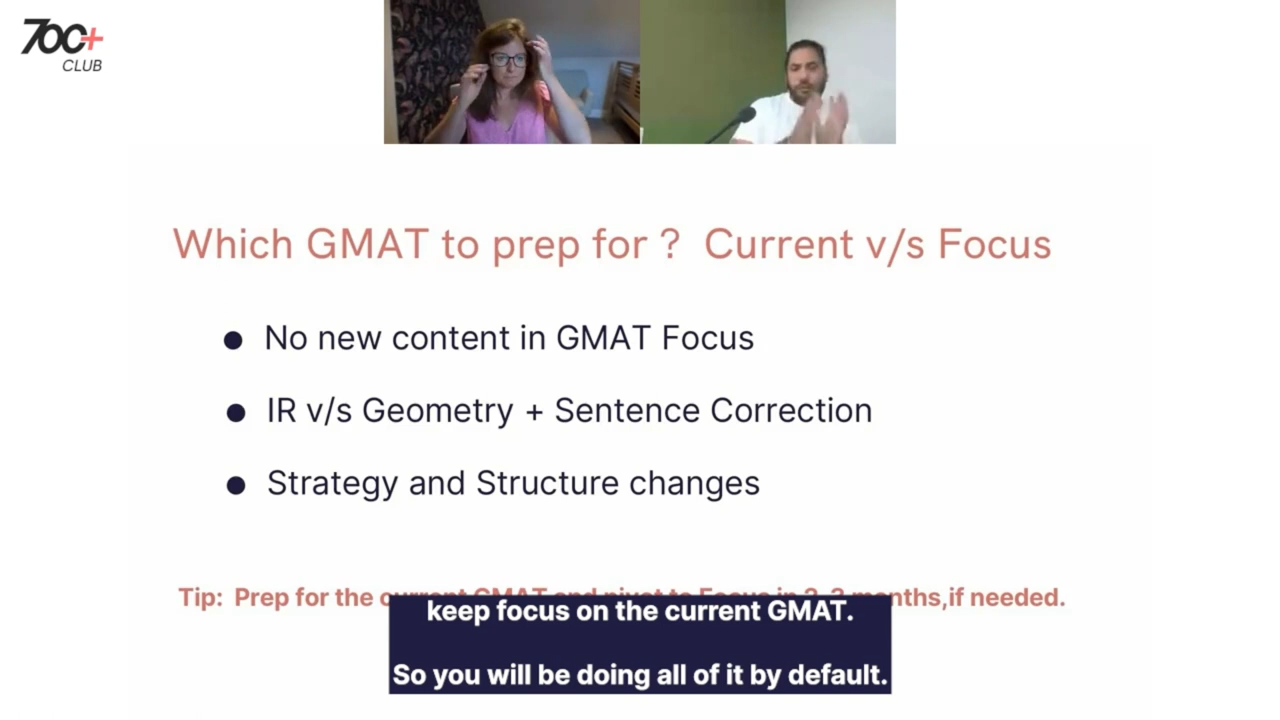 700+
CLUB
Which GMAT to prep for ? Current v/s Focus
● No new content in GMAT Focus
● IR v/s Geometry + Sentence Correction
● Strategy and Structure changes
Tip: Prep for the current GMAT and pivot to Focus in 2-3 months,if needed.
keep focus on the current GMAT.
So you will be doing all of it by default.